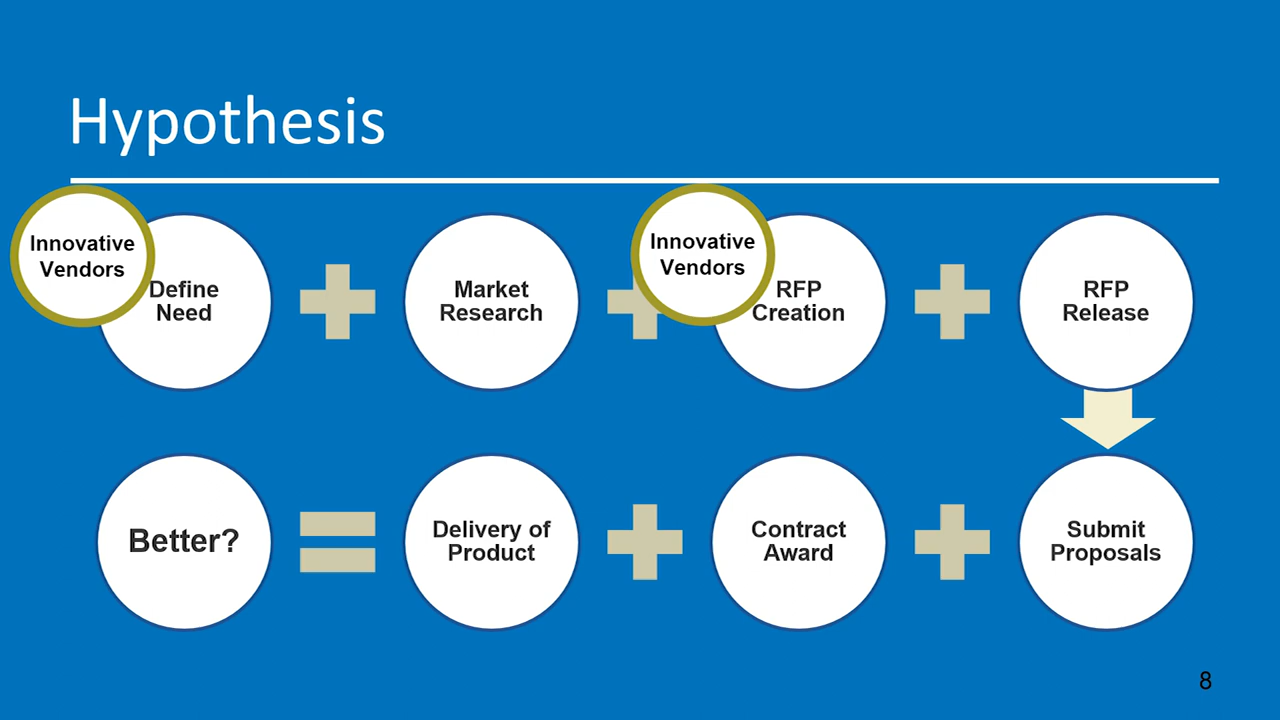 Hypothesis
Innovative
Vendors
Define
Need
Market
Research
Innovative
Vendors
RFP
Creation
RFP
Release
Better?
Delivery of
Product
Contract
Award
Submit
Proposals
8